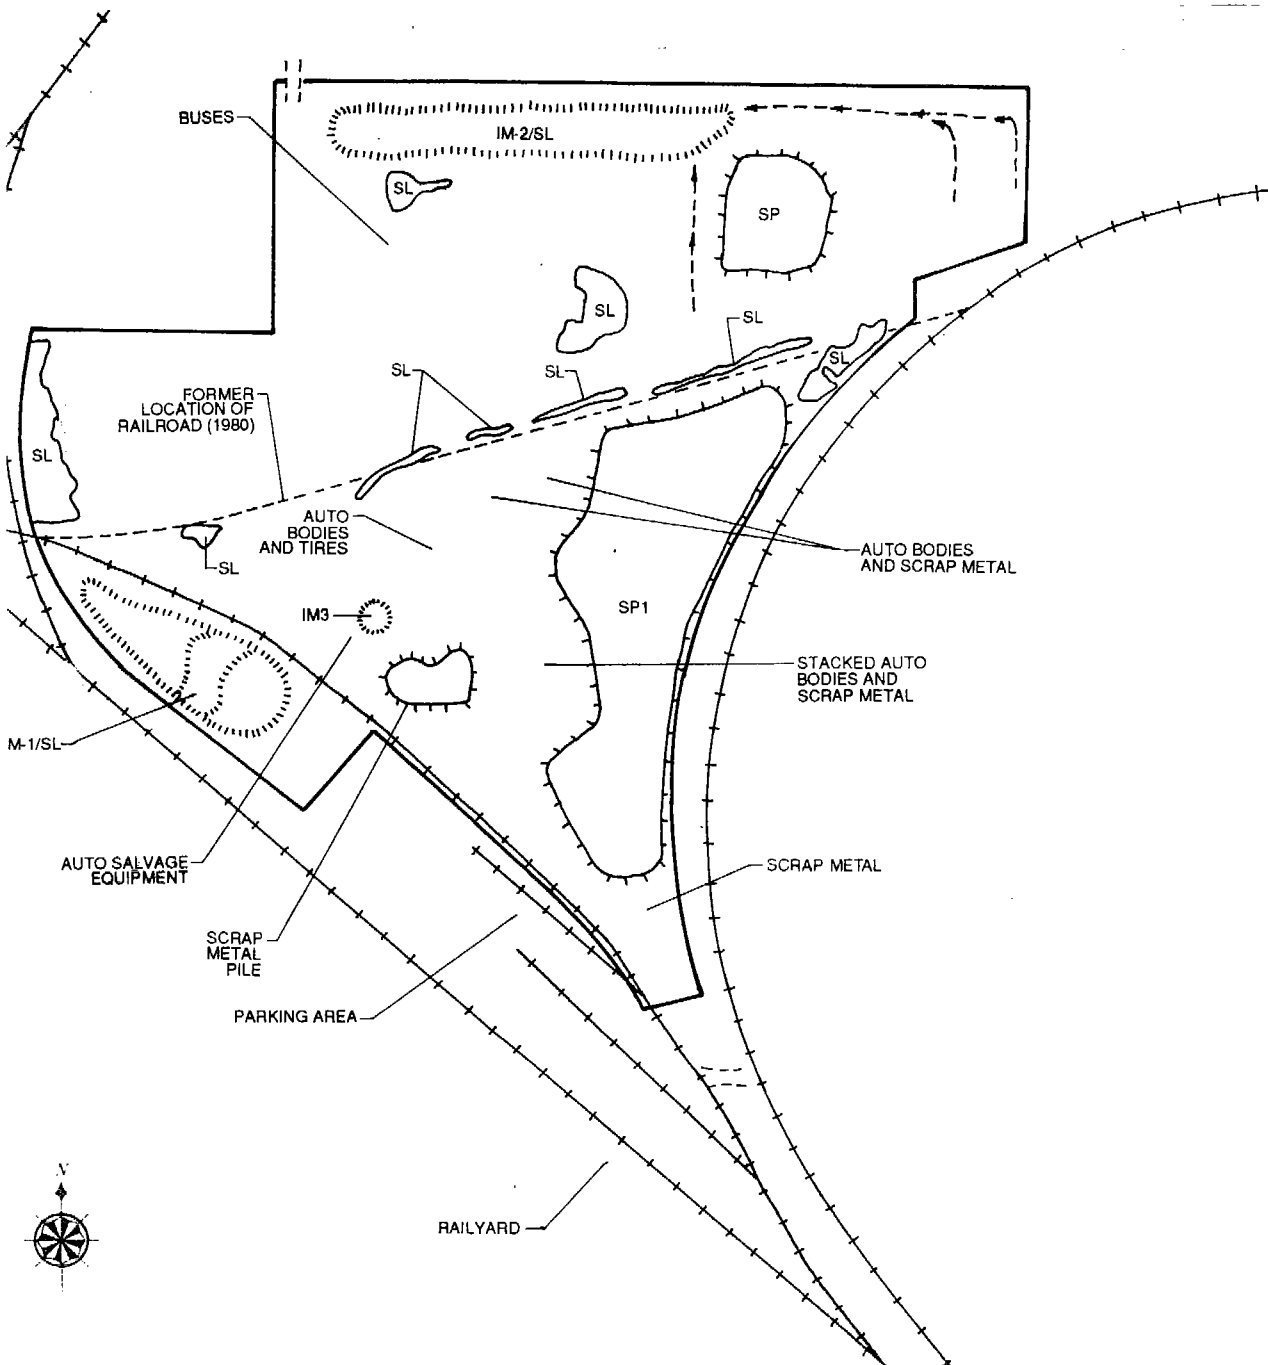 BUSES
IM-2/SL
SL
SP
SL
SL
SL
SL
SL
FORMER
LOCATION OF
RAILROAD (1980)
SL
AUTO
BODIES
AND TIRES
AUTO BODIES
AND SCRAP METAL
SL
IM3
SP1
STACKED AUTO
BODIES AND
SCRAP METAL
M-1/SL
AUTO SALVAGE
EQUIPMENT
SCRAP METAL
SCRAP
METAL
PILE
PARKING AREA
N
RAILYARD